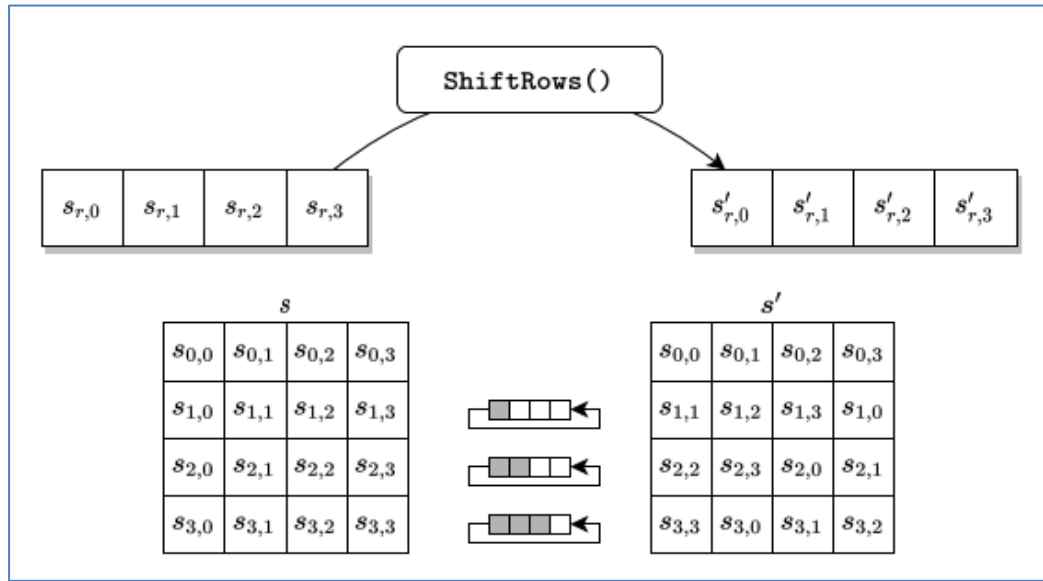 ShiftRows()
s_{r,0} s_{r,1} s_{r,2} s_{r,3} s'_{r,0} s'_{r,1} s'_{r,2} s'_{r,3}
s s'
s_{0,0} s_{0,1} s_{0,2} s_{0,3} s_{0,0} s_{0,1} s_{0,2} s_{0,3}
s_{1,0} s_{1,1} s_{1,2} s_{1,3} s_{1,1} s_{1,2} s_{1,3} s_{1,0}
s_{2,0} s_{2,1} s_{2,2} s_{2,3} s_{2,2} s_{2,3} s_{2,0} s_{2,1}
s_{3,0} s_{3,1} s_{3,2} s_{3,3} s_{3,3} s_{3,0} s_{3,1} s_{3,2}